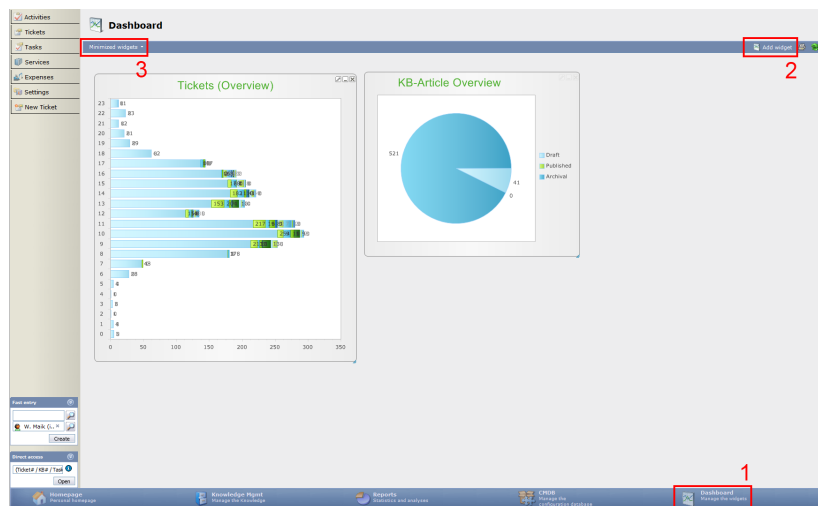 Activities
Tickets
Tasks
Services
Expenses
Settings
New Ticket
Dashboard
Minimized widgets
Add widget
3
2
Tickets (Overview)
23
22
21
20
19
18
17
16
15
14
13
12
11
10
9
8
7
6
5
4
3
2
1
0
0 50 100 150 200 250 300 350
KB-Article Overview
521
41
0
Draft
Published
Archival
Fast entry
W. Maik (i..
Create
Direct access
(Ticket# / KB# / Task
Open
1
Homepage
Personal homepage
Knowledge Mgmt
Manage the Knowledge
Reports
Statistics and analyses
CMDB
Manage the
configuration database
Dashboard
Manage the widgets